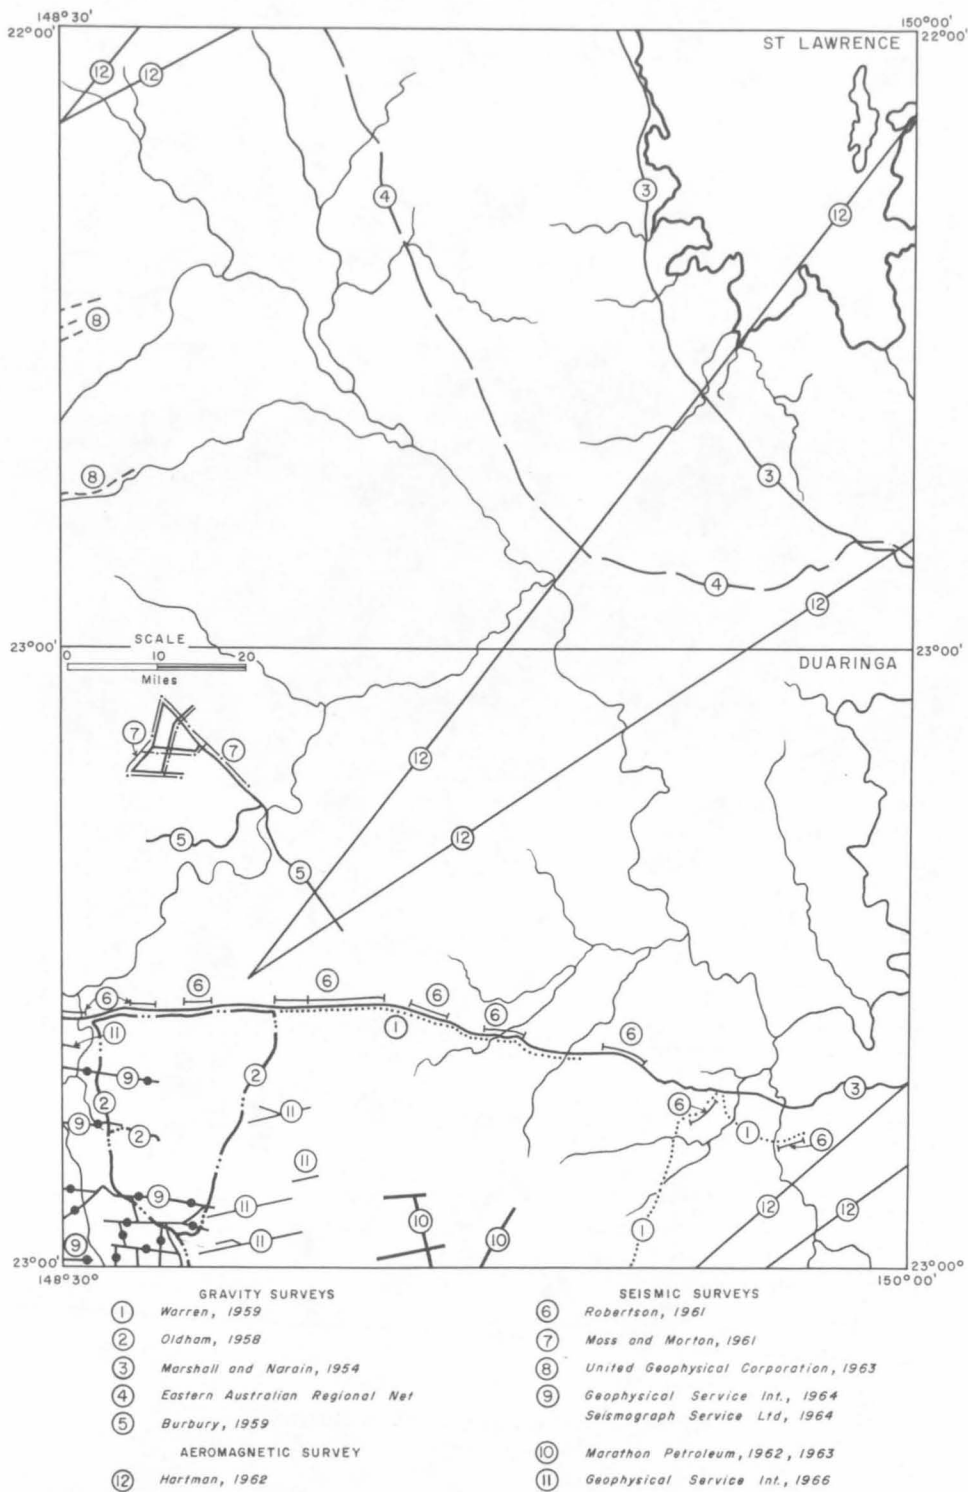 148°30' 150°00'
22°00' 22°00'
ST LAWRENCE
12 12
4
3
12
8
8
3
4
12
23°00' SCALE 23°00'
0 10 20
Miles
DUARINGA
7
7
12
12
5
5
6 6 6 6 6 6
11
1
9
2
3
2
11
6
9
2
1
6
11
9
11
12 12
10 10
1
9
11
23°00' 23°00°
148°30° 150°00'
GRAVITY SURVEYS
1 Warren, 1959
2 Oldham, 1958
3 Marshall and Narain, 1954
4 Eastern Australian Regional Net
5 Burbury, 1959
AEROMAGNETIC SURVEY
12 Hartman, 1962
SEISMIC SURVEYS
6 Robertson, 1961
7 Moss and Morton, 1961
8 United Geophysical Corporation, 1963
9 Geophysical Service Int., 1964
Seismograph Service Ltd, 1964
10 Marathon Petroleum, 1962, 1963
11 Geophysical Service Int., 1966